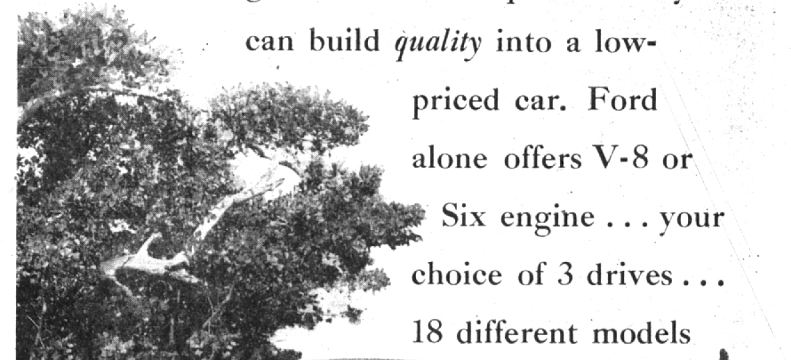 can build quality into a low-
priced car. Ford
alone offers V-8 or
Six engine . . . your
choice of 3 drives . . .
18 different models